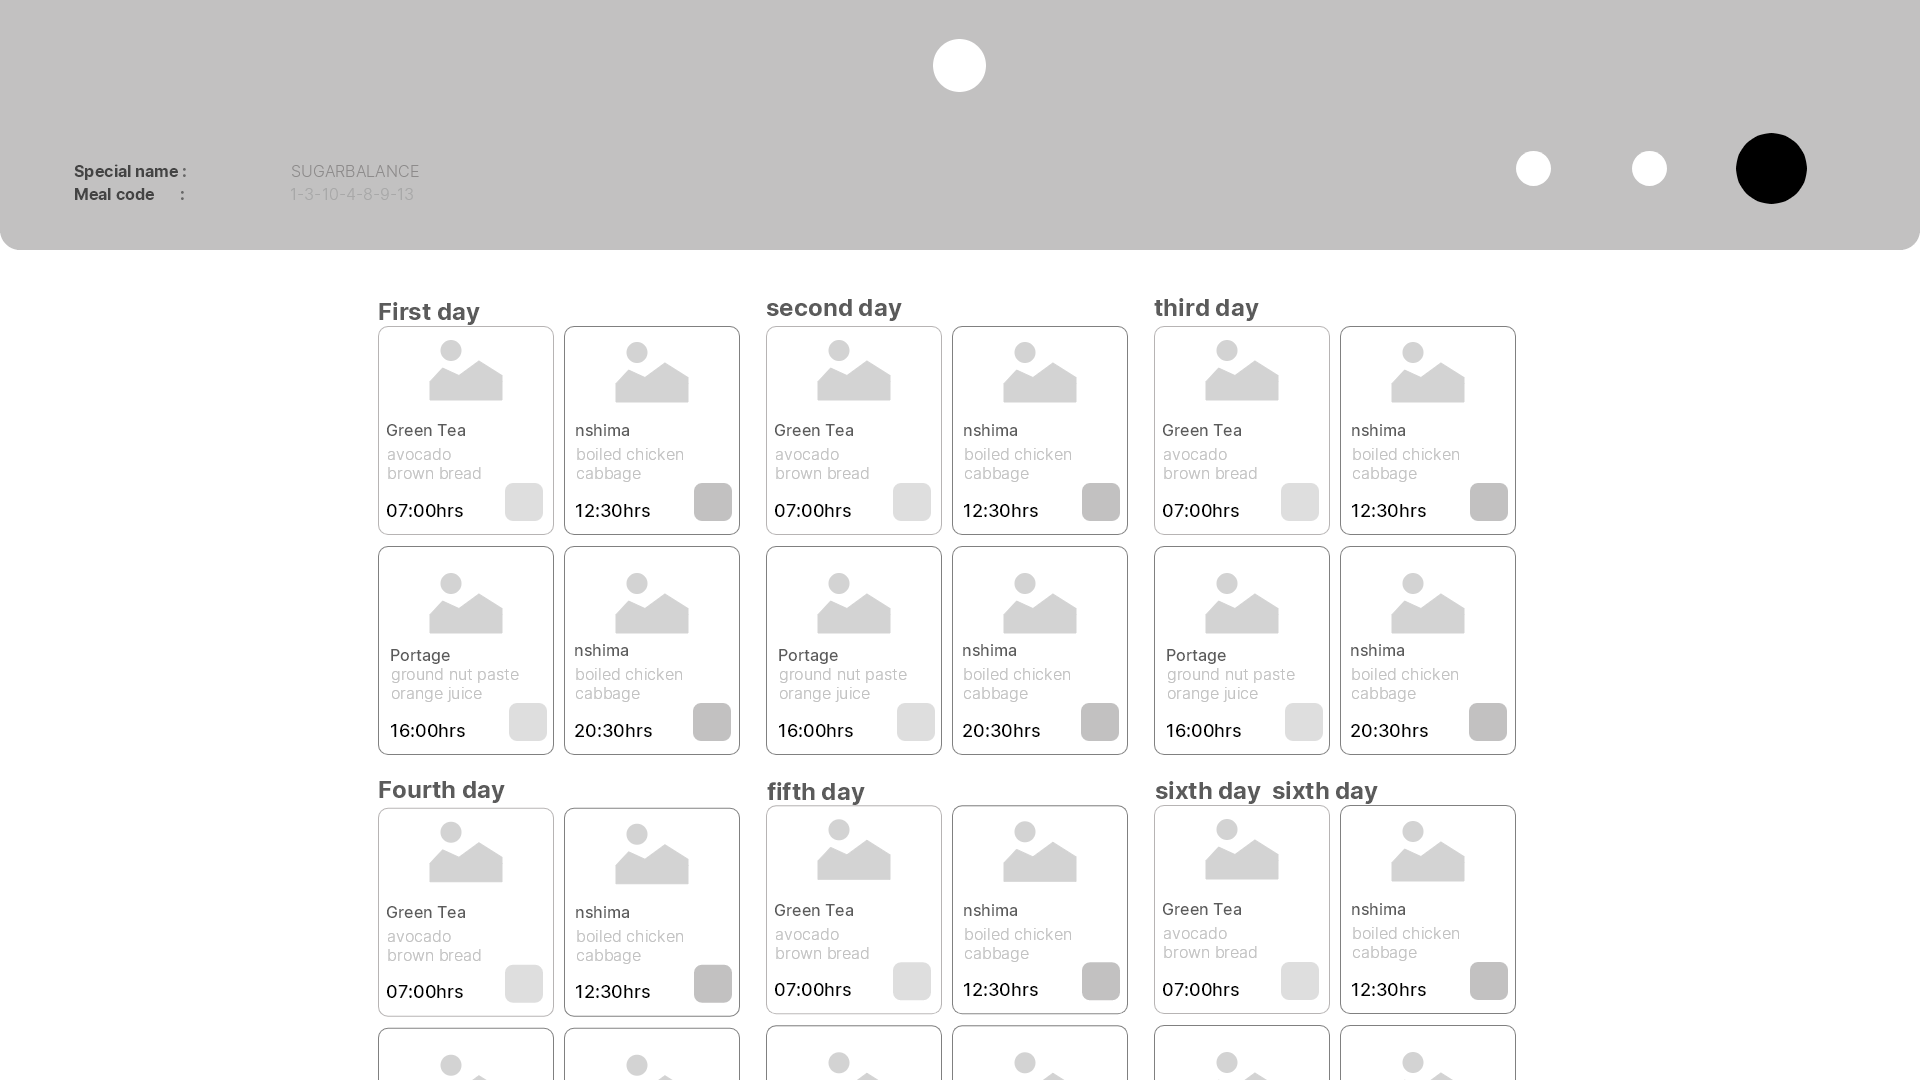 Special name : SUGARBALANCE
Meal code : 1-3-10-4-8-9-13
First day
Green Tea
avocado
brown bread
07:00hrs
nshima
boiled chicken
cabbage
12:30hrs
Portage
ground nut paste
orange juice
16:00hrs
nshima
boiled chicken
cabbage
20:30hrs
second day
Green Tea
avocado
brown bread
07:00hrs
nshima
boiled chicken
cabbage
12:30hrs
Portage
ground nut paste
orange juice
16:00hrs
nshima
boiled chicken
cabbage
20:30hrs
third day
Green Tea
avocado
brown bread
07:00hrs
nshima
boiled chicken
cabbage
12:30hrs
Portage
ground nut paste
orange juice
16:00hrs
nshima
boiled chicken
cabbage
20:30hrs
Fourth day
Green Tea
avocado
brown bread
07:00hrs
nshima
boiled chicken
cabbage
12:30hrs
fifth day
Green Tea
avocado
brown bread
07:00hrs
nshima
boiled chicken
cabbage
12:30hrs
sixth day sixth day
Green Tea
avocado
brown bread
07:00hrs
nshima
boiled chicken
cabbage
12:30hrs